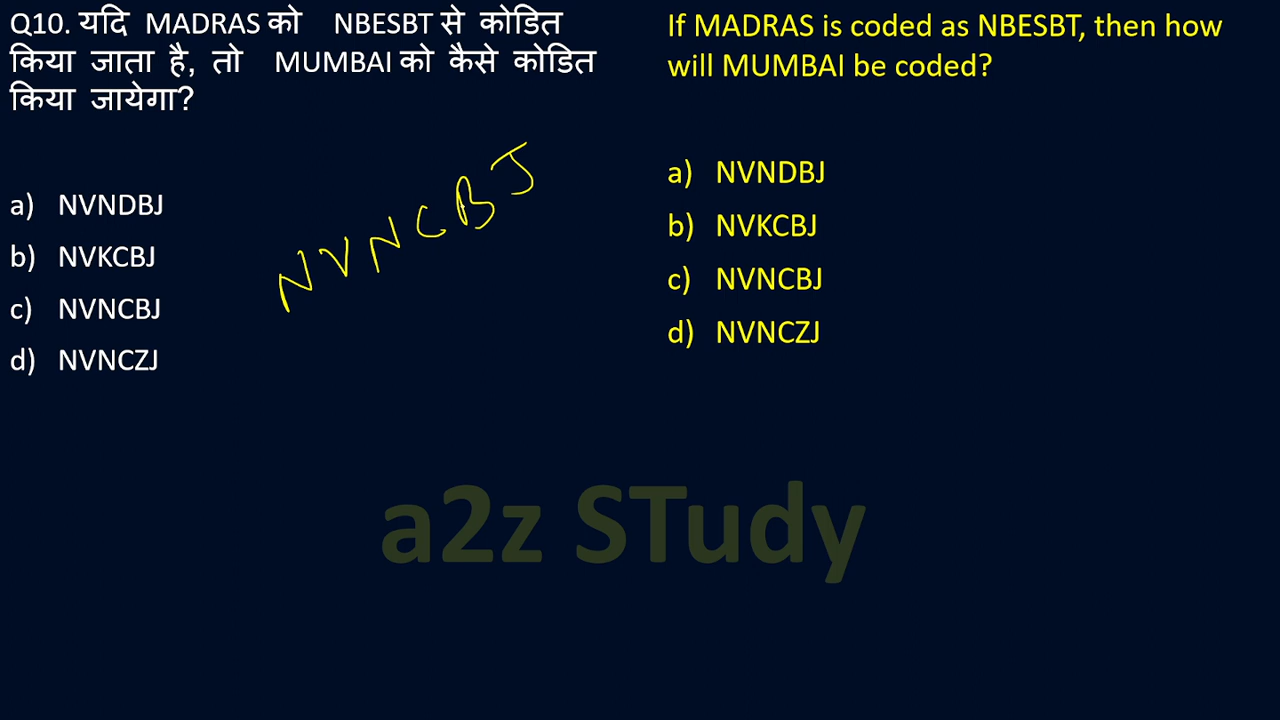 Q10. यदि MADRAS को NBESBT से कोडित
किया जाता है, तो MUMBAI को कैसे कोडित
किया जायेगा?
a) NVNDBJ
b) NVKCBJ
c) NVNCBJ
d) NVNCZJ
NVNCBJ
If MADRAS is coded as NBESBT, then how
will MUMBAI be coded?
a) NVNDBJ
b) NVKCBJ
c) NVNCBJ
d) NVNCZJ
a2z STudy